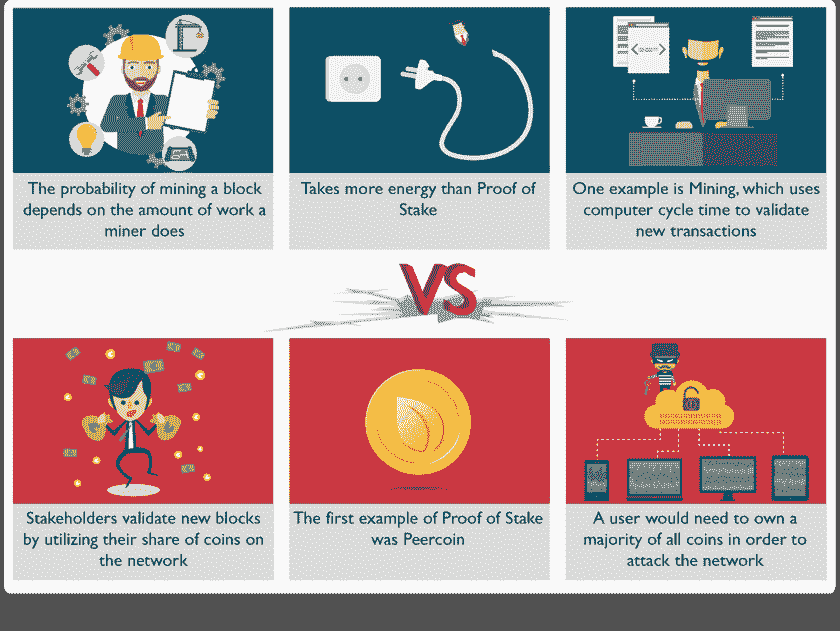 The probability of mining a block
depends on the amount of work a
miner does
Takes more energy than Proof of
Stake
One example is Mining, which uses
computer cycle time to validate
new transactions
VS
Stakeholders validate new blocks
by utilizing their share of coins on
the network
The first example of Proof of Stake
was Peercoin
A user would need to own a
majority of all coins in order to
attack the network